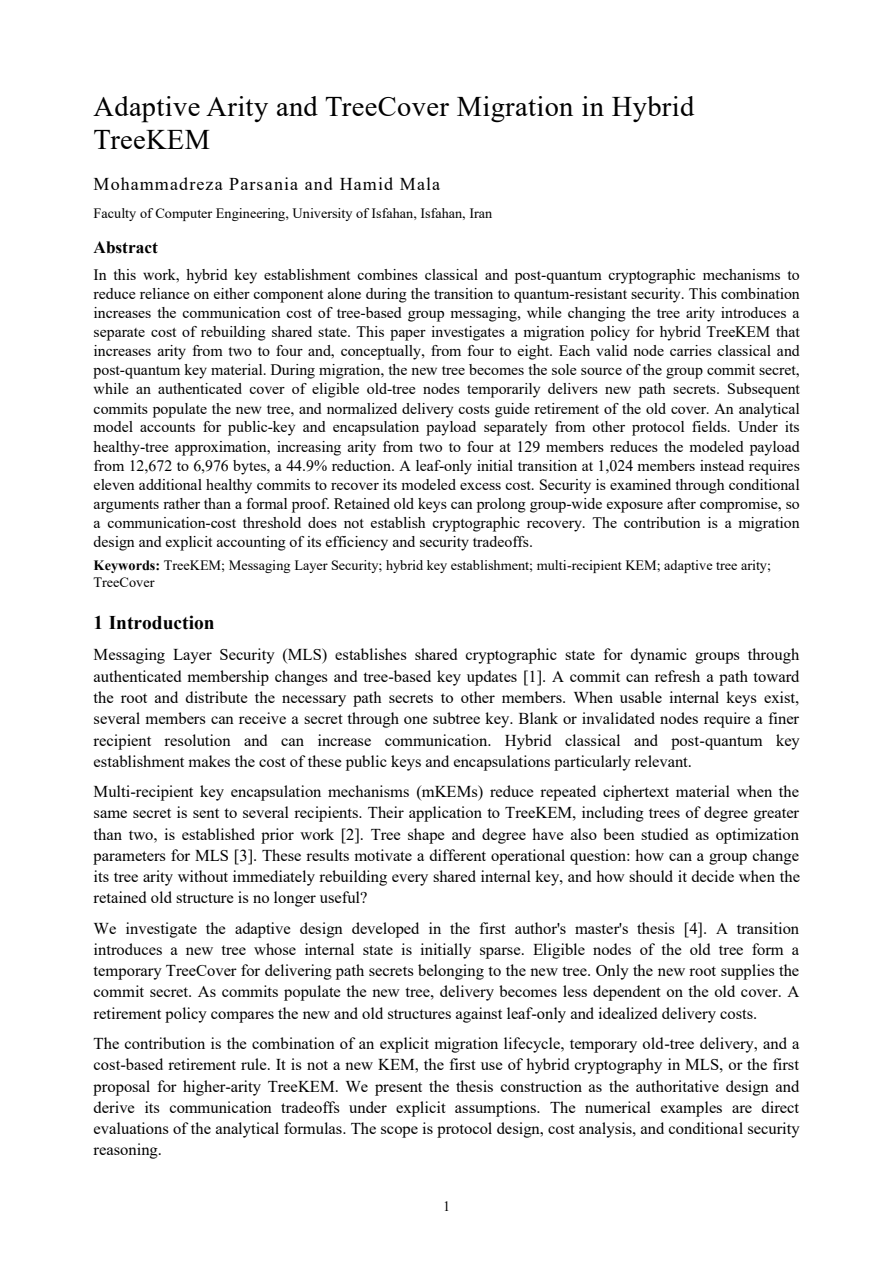 Adaptive Arity and TreeCover Migration in Hybrid
TreeKEM
Mohammadreza Parsania and Hamid Mala
Faculty of Computer Engineering, University of Isfahan, Isfahan, Iran
Abstract
In this work, hybrid key establishment combines classical and post-quantum cryptographic mechanisms to
reduce reliance on either component alone during the transition to quantum-resistant security. This combination
increases the communication cost of tree-based group messaging, while changing the tree arity introduces a
separate cost of rebuilding shared state. This paper investigates a migration policy for hybrid TreeKEM that
increases arity from two to four and, conceptually, from four to eight. Each valid node carries classical and
post-quantum key material. During migration, the new tree becomes the sole source of the group commit secret,
while an authenticated cover of eligible old-tree nodes temporarily delivers new path secrets. Subsequent
commits populate the new tree, and normalized delivery costs guide retirement of the old cover. An analytical
model accounts for public-key and encapsulation payload separately from other protocol fields. Under its
healthy-tree approximation, increasing arity from two to four at 129 members reduces the modeled payload
from 12,672 to 6,976 bytes, a 44.9% reduction. A leaf-only initial transition at 1,024 members instead requires
eleven additional healthy commits to recover its modeled excess cost. Security is examined through conditional
arguments rather than a formal proof. Retained old keys can prolong group-wide exposure after compromise, so
a communication-cost threshold does not establish cryptographic recovery. The contribution is a migration
design and explicit accounting of its efficiency and security tradeoffs.
Keywords: TreeKEM; Messaging Layer Security; hybrid key establishment; multi-recipient KEM; adaptive tree arity;
TreeCover
1 Introduction
Messaging Layer Security (MLS) establishes shared cryptographic state for dynamic groups through
authenticated membership changes and tree-based key updates [1]. A commit can refresh a path toward
the root and distribute the necessary path secrets to other members. When usable internal keys exist,
several members can receive a secret through one subtree key. Blank or invalidated nodes require a finer
recipient resolution and can increase communication. Hybrid classical and post-quantum key
establishment makes the cost of these public keys and encapsulations particularly relevant.
Multi-recipient key encapsulation mechanisms (mKEMs) reduce repeated ciphertext material when the
same secret is sent to several recipients. Their application to TreeKEM, including trees of degree greater
than two, is established prior work [2]. Tree shape and degree have also been studied as optimization
parameters for MLS [3]. These results motivate a different operational question: how can a group change
its tree arity without immediately rebuilding every shared internal key, and how should it decide when the
retained old structure is no longer useful?
We investigate the adaptive design developed in the first author's master's thesis [4]. A transition
introduces a new tree whose internal state is initially sparse. Eligible nodes of the old tree form a
temporary TreeCover for delivering path secrets belonging to the new tree. Only the new root supplies the
commit secret. As commits populate the new tree, delivery becomes less dependent on the old cover. A
retirement policy compares the new and old structures against leaf-only and idealized delivery costs.
The contribution is the combination of an explicit migration lifecycle, temporary old-tree delivery, and a
cost-based retirement rule. It is not a new KEM, the first use of hybrid cryptography in MLS, or the first
proposal for higher-arity TreeKEM. We present the thesis construction as the authoritative design and
derive its communication tradeoffs under explicit assumptions. The numerical examples are direct
evaluations of the analytical formulas. The scope is protocol design, cost analysis, and conditional security
reasoning.
1